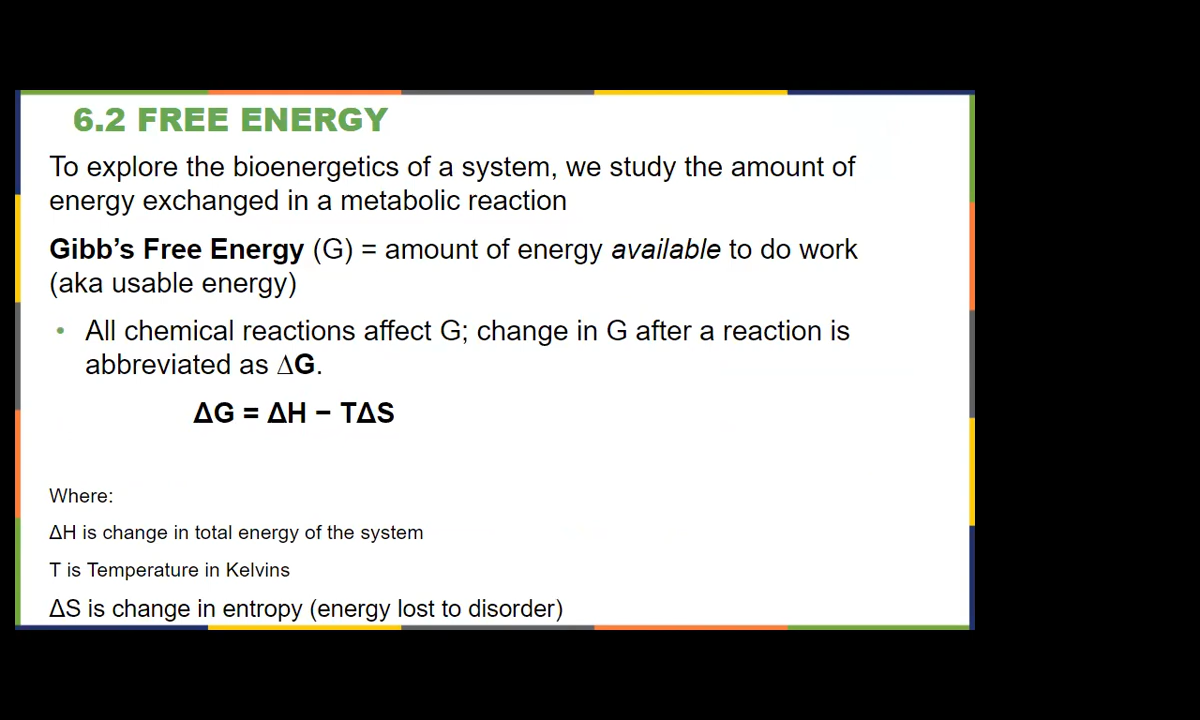 6.2 FREE ENERGY
To explore the bioenergetics of a system, we study the amount of
energy exchanged in a metabolic reaction
Gibb’s Free Energy (G) = amount of energy available to do work
(aka usable energy)
• All chemical reactions affect G; change in G after a reaction is
abbreviated as ΔG.
ΔG = ΔH − TΔS
Where:
ΔH is change in total energy of the system
T is Temperature in Kelvins
ΔS is change in entropy (energy lost to disorder)